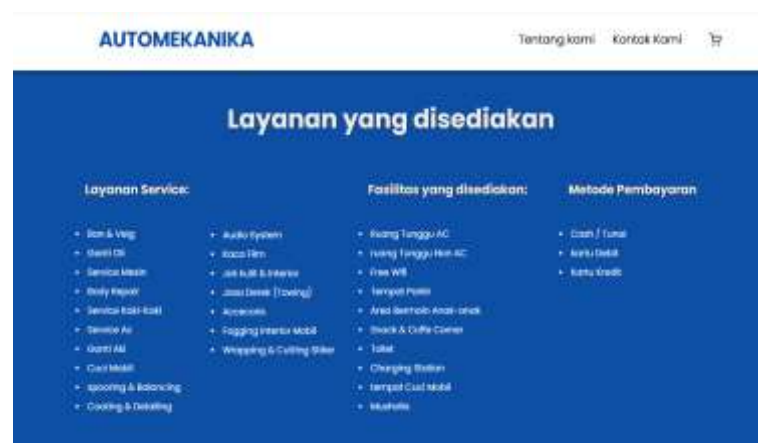 AUTOMEKANIKA
Tentang kami
Kontak Kami
Layanan yang disediakan
Layanan Service:
Ban & Velg
Ganti Oli
Service Mesin
Body Repair
Service Kaki-Kaki
Service Ac
Ganti Aki
Cuci Mobil
spooring & Balancing
Coating & Detailing
Audio System
Kaca Film
Jok Kulit & Interior
Jasa Derek (Towing)
Accecoris
Fogging Interior Mobil
Wrapping & Cutting Stiker
Fasilitas yang disediakan:
Ruang Tunggu AC
ruang Tunggu Non AC
Free Wifi
Tempat Parkir
Area Bermain Anak-anak
Snack & Coffe Corner
Toilet
Charging Station
tempat Cuci Mobil
Musholla
Metode Pembayaran
Cash / Tunai
kartu Debit
kartu Kredit